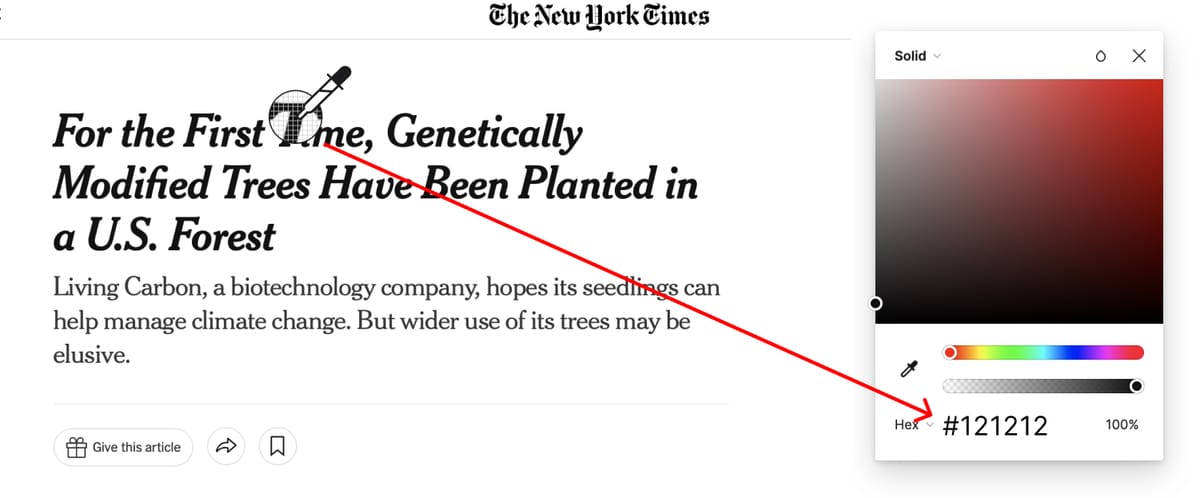 The New York Times
Solid
For the First Time, Genetically
Modified Trees Have Been Planted in
a U.S. Forest
Living Carbon, a biotechnology company, hopes its seedlings can
help manage climate change. But wider use of its trees may be
elusive.
Give this article
Hex #121212 100%